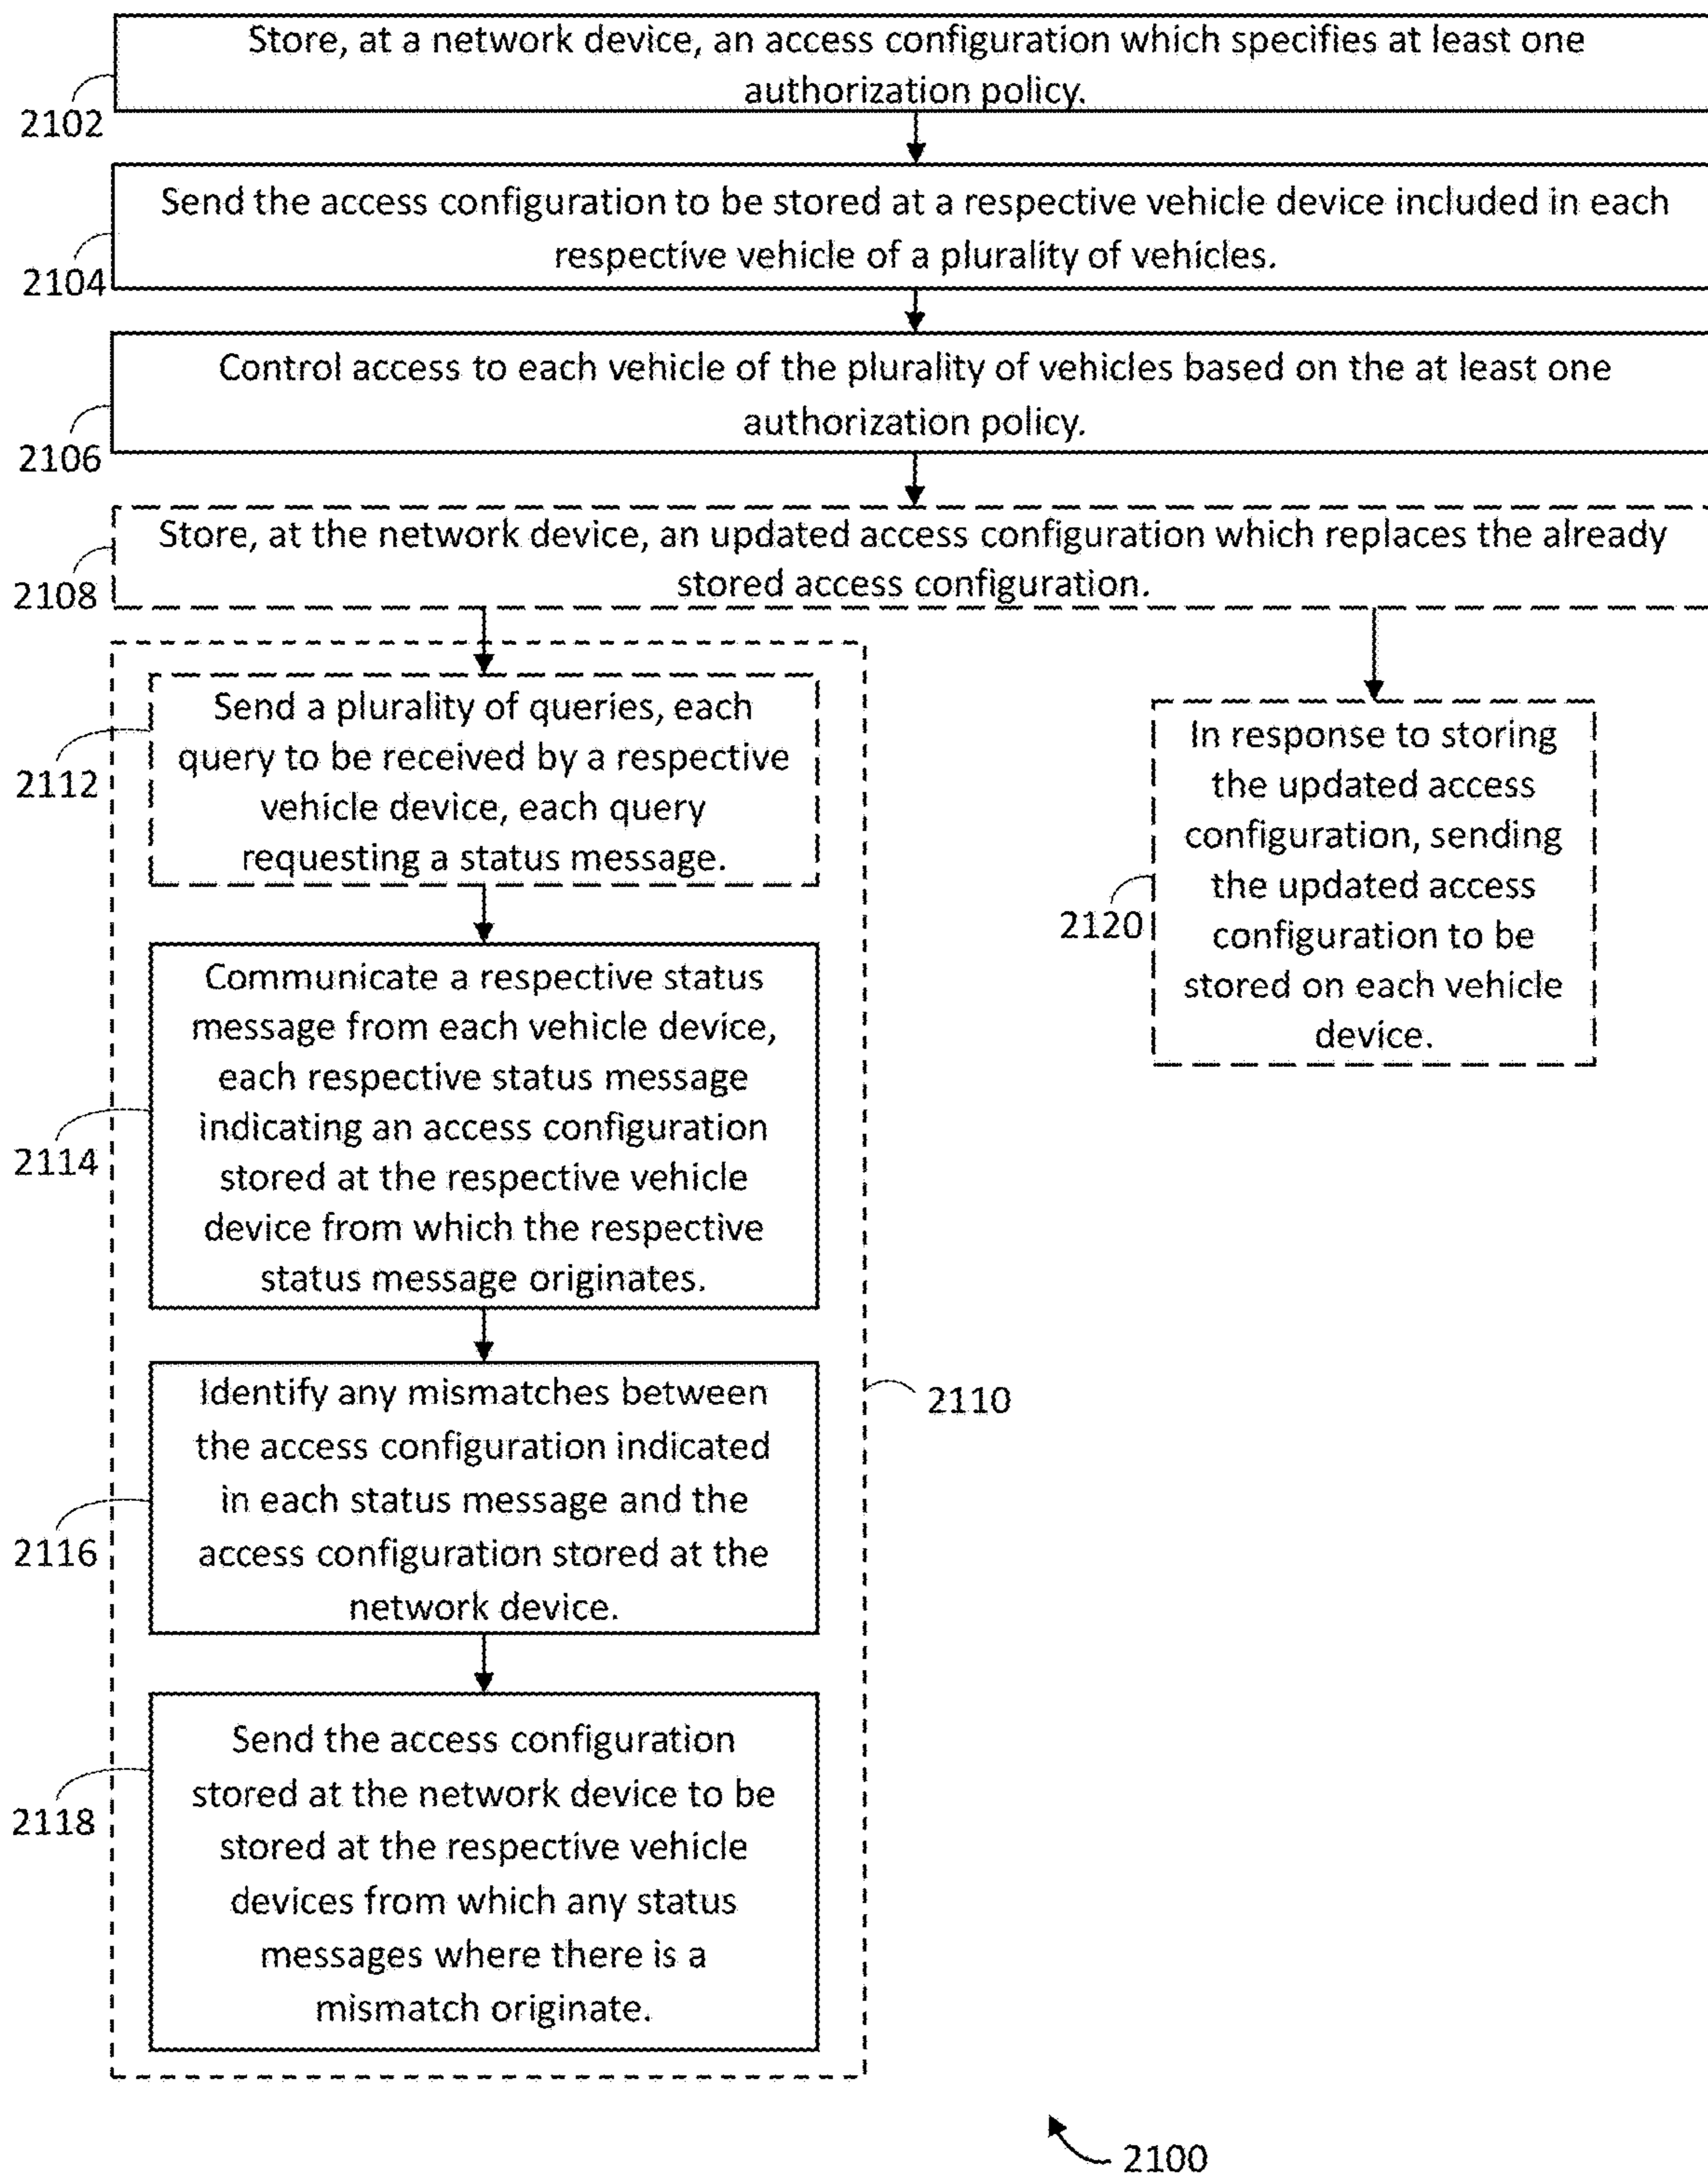 Store, at a network device, an access configuration which specifies at least one
authorization policy.
2102
Send the access configuration to be stored at a respective vehicle device included in each
respective vehicle of a plurality of vehicles.
2104
Control access to each vehicle of the plurality of vehicles based on the at least one
authorization policy.
2106
Store, at the network device, an updated access configuration which replaces the already
stored access configuration.
2108
Send a plurality of queries, each
query to be received by a respective
vehicle device, each query
requesting a status message.
2112
In response to storing
the updated access
configuration, sending
the updated access
configuration to be
stored on each vehicle
device.
2120
Communicate a respective status
message from each vehicle device,
each respective status message
indicating an access configuration
stored at the respective vehicle
device from which the respective
status message originates.
2114
Identify any mismatches between
the access configuration indicated
in each status message and the
access configuration stored at the
network device.
2116
2110
Send the access configuration
stored at the network device to be
stored at the respective vehicle
devices from which any status
messages where there is a
mismatch originate.
2118
2100